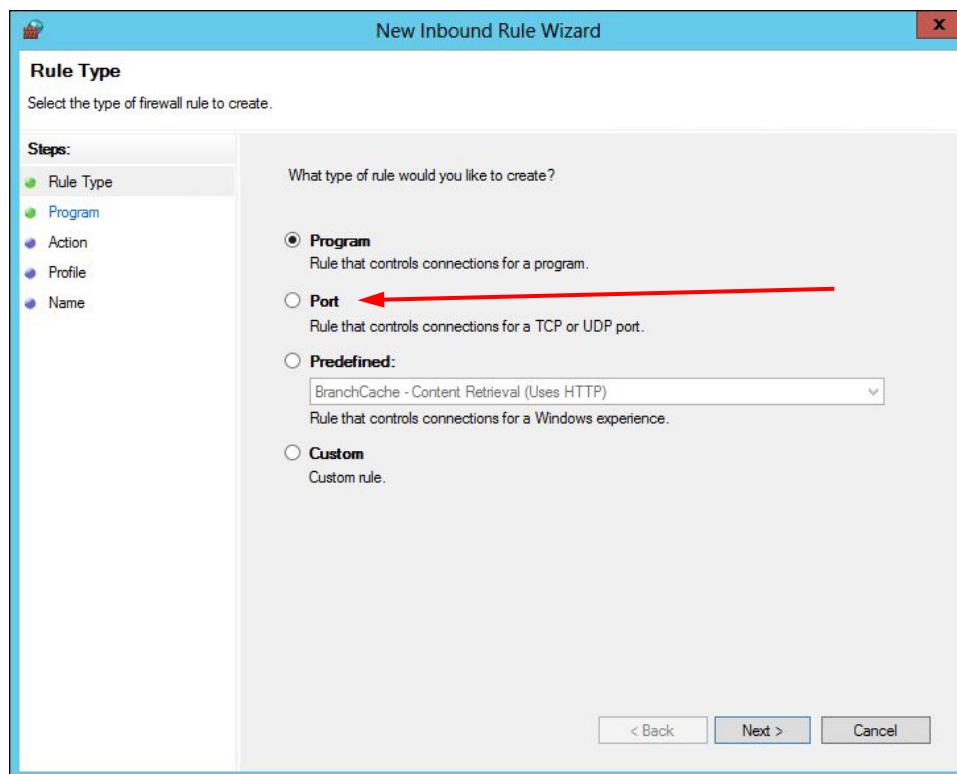 New Inbound Rule Wizard
x
Rule Type
Select the type of firewall rule to create.
Steps:
Rule Type
Program
Action
Profile
Name
What type of rule would you like to create?
Program
Rule that controls connections for a program.
Port
Rule that controls connections for a TCP or UDP port.
Predefined:
BranchCache - Content Retrieval (Uses HTTP)
Rule that controls connections for a Windows experience.
Custom
Custom rule.
< Back
Next >
Cancel